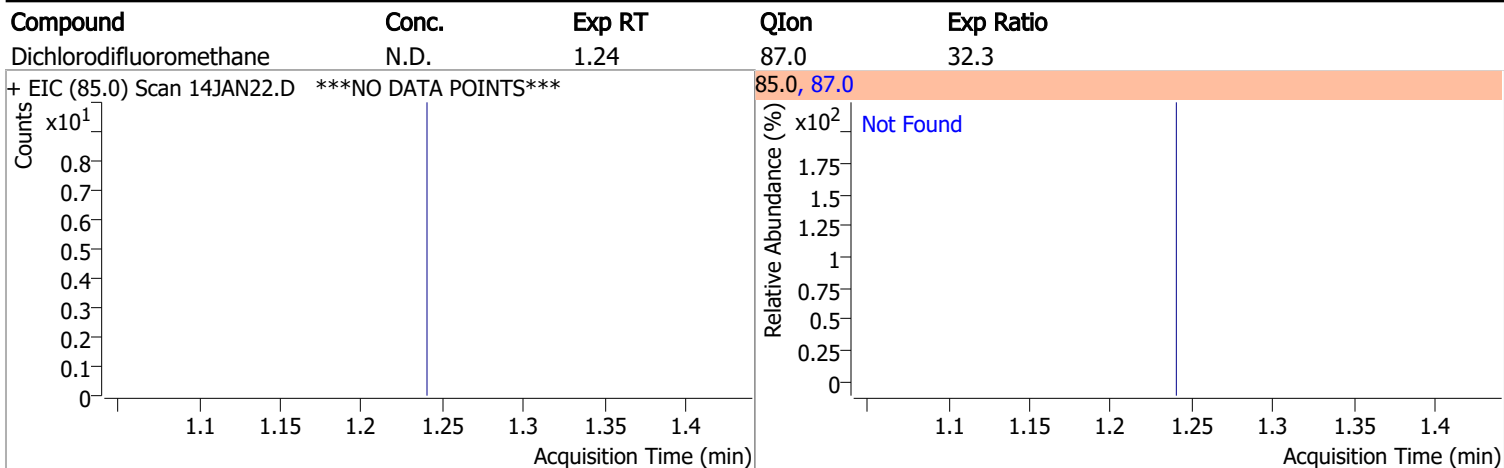 Compound Conc. Exp RT QIon Exp Ratio
Dichlorodifluoromethane N.D. 1.24 87.0 32.3
+ EIC (85.0) Scan 14JAN22.D ***NO DATA POINTS***
Counts
x10¹
0.8
0.7
0.6
0.5
0.4
0.3
0.2
0.1
0
1.1 1.15 1.2 1.25 1.3 1.35 1.4
Acquisition Time (min)
85.0, 87.0
Relative Abundance (%)
x10²
Not Found
1.75
1.5
1.25
1
0.75
0.5
0.25
0
1.1 1.15 1.2 1.25 1.3 1.35 1.4
Acquisition Time (min)